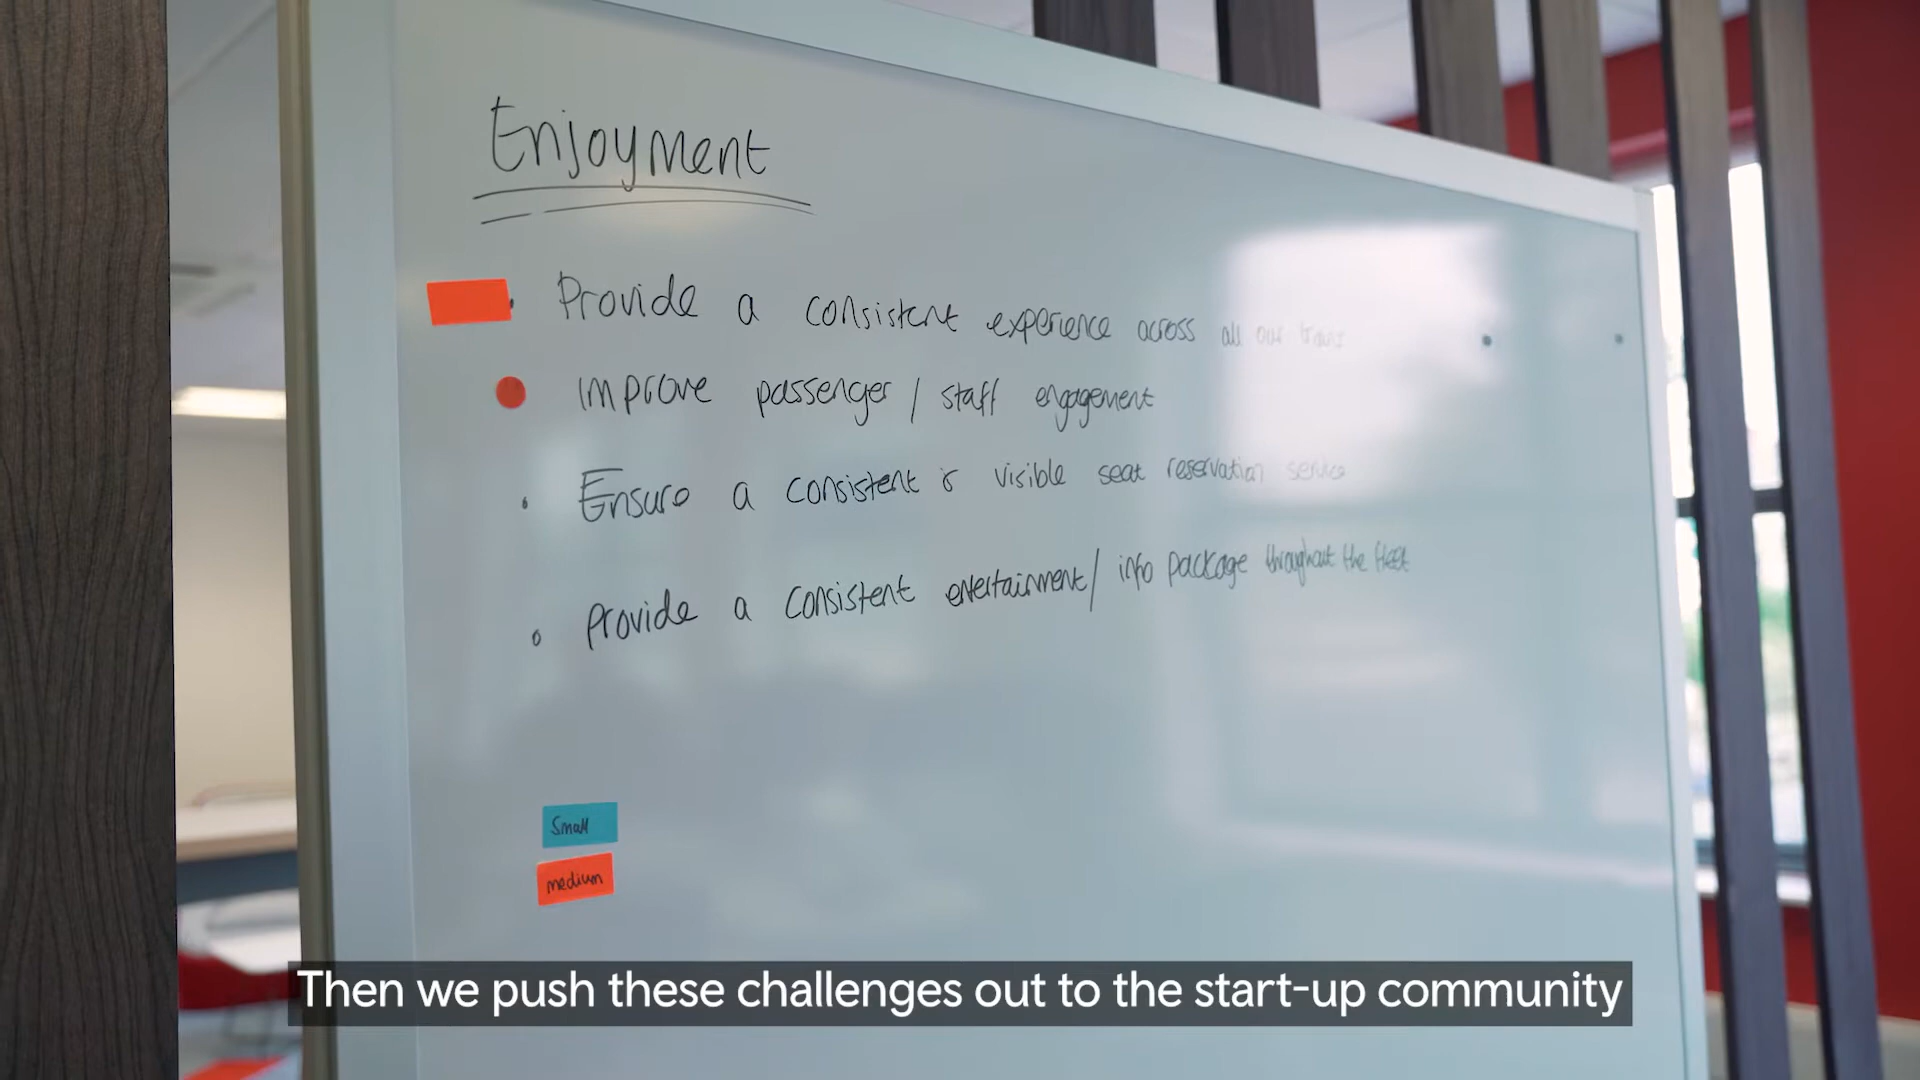 Enjoyment
Provide a consistent experience across all our trains
Improve passenger / staff engagement
Ensure a consistent & visible seat reservation service
Provide a consistent entertainment / info package throughout the fleet
Small
medium
Then we push these challenges out to the start-up community